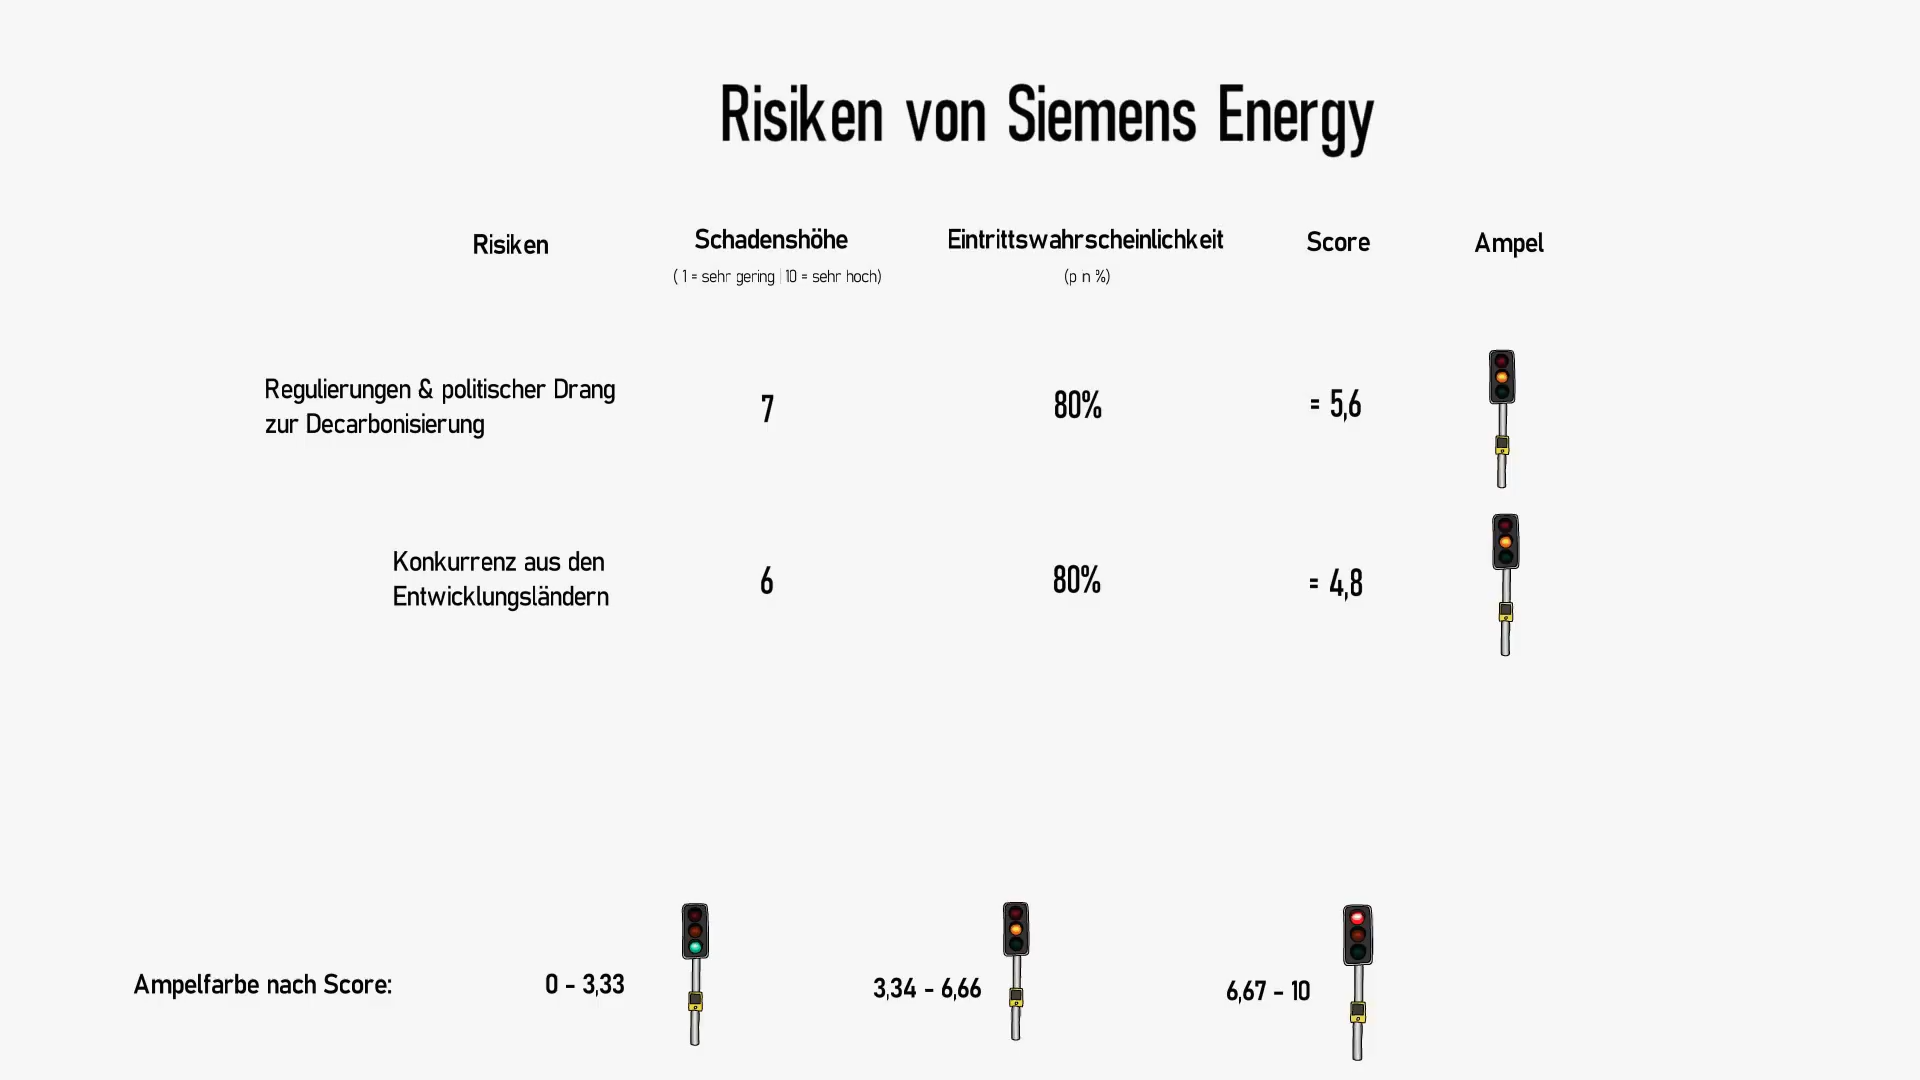 Risiken von Siemens Energy
Risiken Schadenshöhe Eintrittswahrscheinlichkeit Score Ampel
( 1 = sehr gering | 10 = sehr hoch) (p n %)
Regulierungen & politischer Drang
zur Decarbonisierung
7 80% = 5,6
Konkurrenz aus den
Entwicklungsländern
6 80% = 4,8
Ampelfarbe nach Score: 0 - 3,33 3,34 - 6,66 6,67 - 10